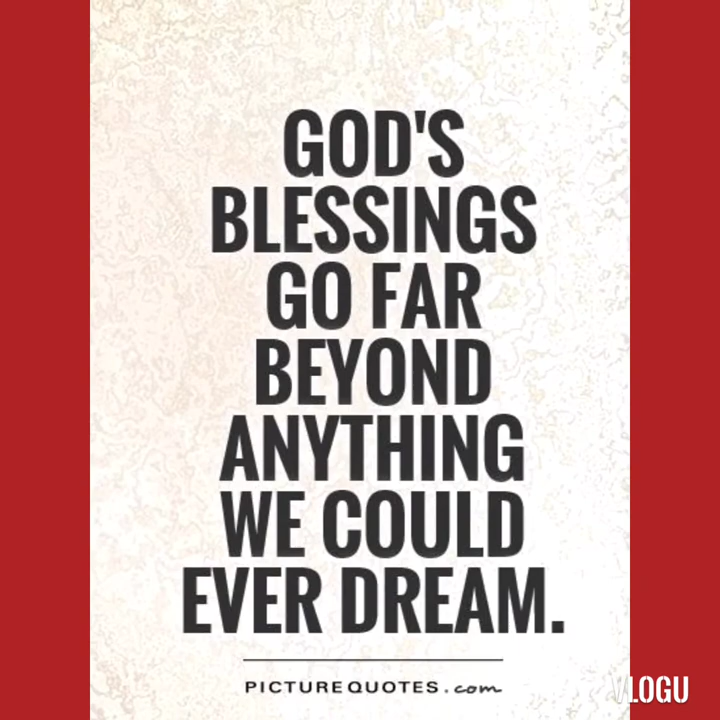 GOD'S
BLESSINGS
GO FAR
BEYOND
ANYTHING
WE COULD
EVER DREAM.
PICTUREQUOTES.com
VLOGU